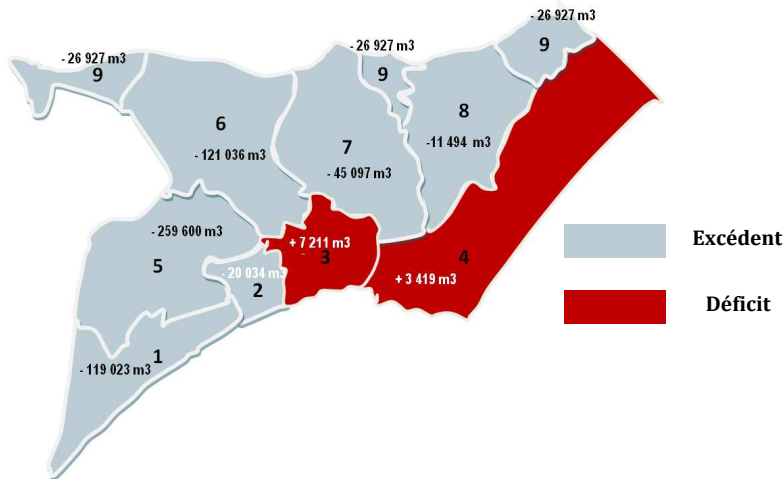 - 26 927 m3
9
- 26 927 m3
9
- 26 927 m3
9
6
- 121 036 m3
7
- 45 097 m3
8
-11 494 m3
- 259 600 m3
5
+ 7 211 m3
3
4
+ 3 419 m3
- 20 034 m3
2
1
- 119 023 m3
Excédent
Déficit